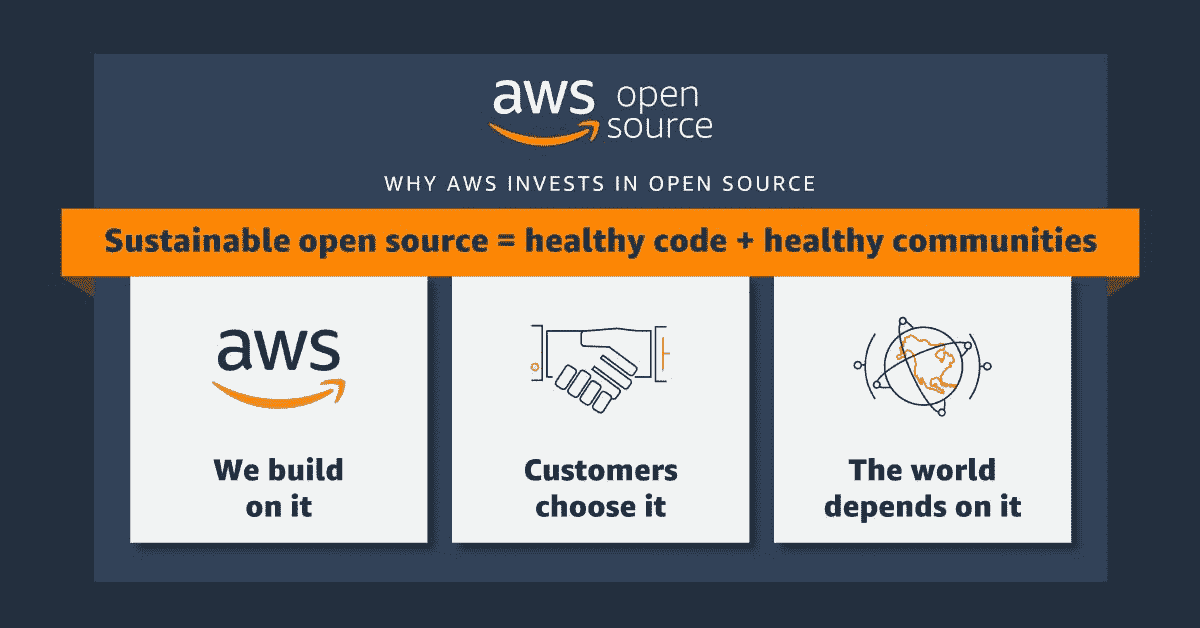 aws open
source
WHY AWS INVESTS IN OPEN SOURCE
Sustainable open source = healthy code + healthy communities
aws
We build
on it
Customers
choose it
The world
depends on it